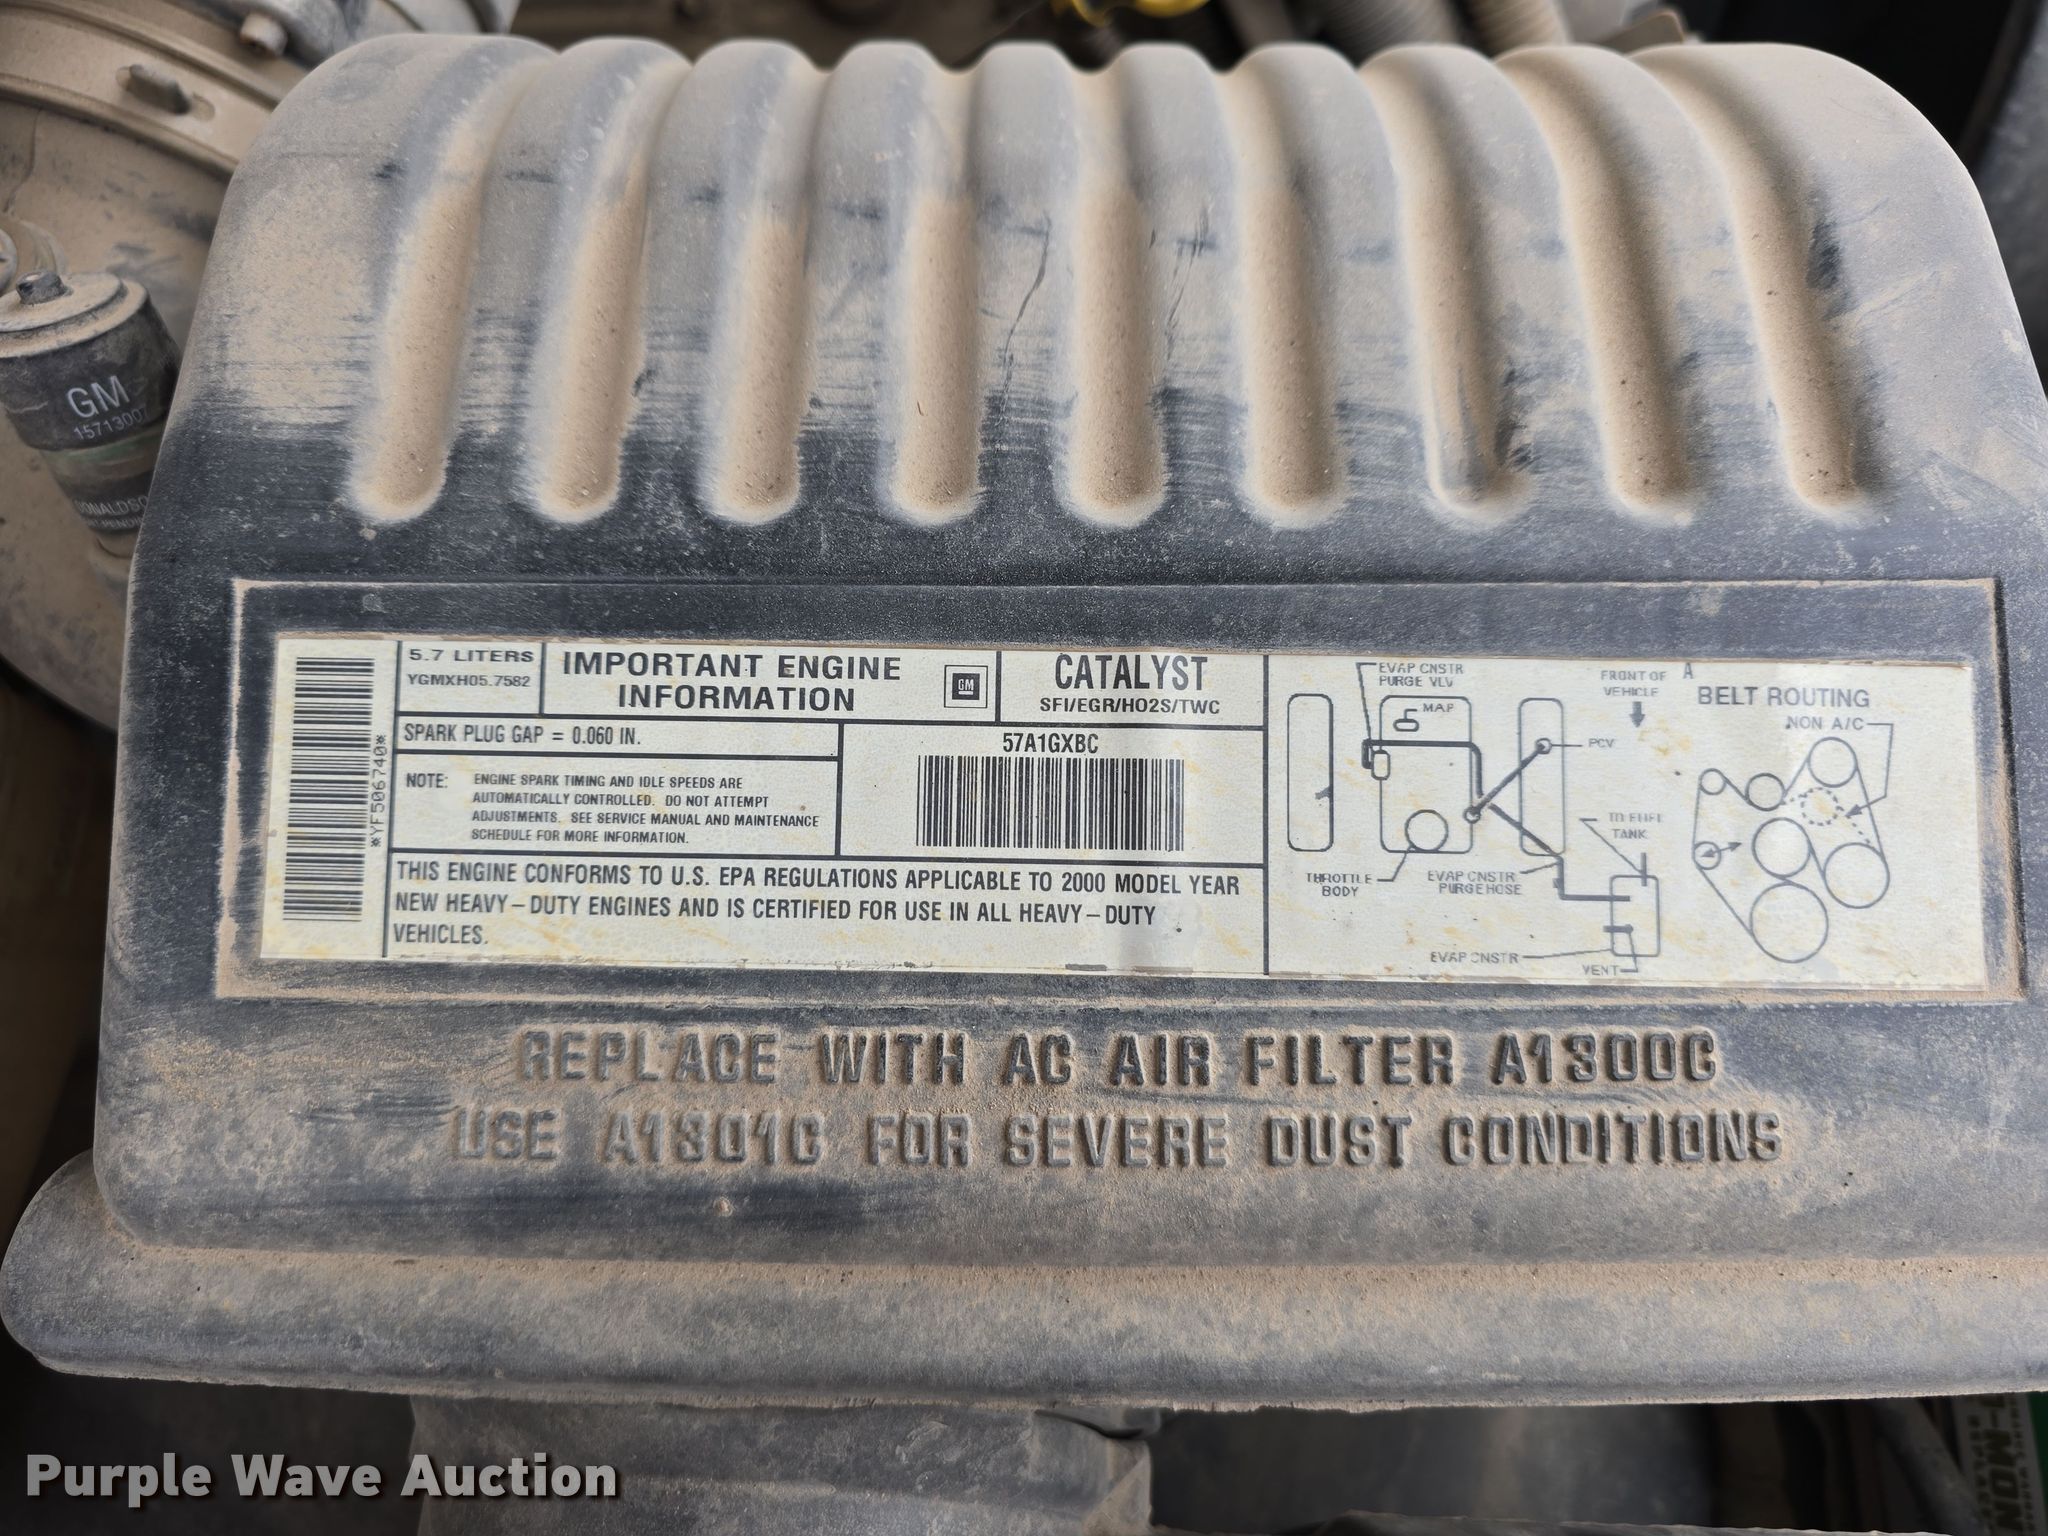 GM
15713007
5.7 LITERS
YGMXH05.7582
IMPORTANT ENGINE
INFORMATION
GM
CATALYST
SFI/EGR/HO2S/TWC
SPARK PLUG GAP = 0.060 IN.
NOTE: ENGINE SPARK TIMING AND IDLE SPEEDS ARE
AUTOMATICALLY CONTROLLED. DO NOT ATTEMPT
ADJUSTMENTS. SEE SERVICE MANUAL AND MAINTENANCE
SCHEDULE FOR MORE INFORMATION.
57A1GXBC
THIS ENGINE CONFORMS TO U.S. EPA REGULATIONS APPLICABLE TO 2000 MODEL YEAR
NEW HEAVY-DUTY ENGINES AND IS CERTIFIED FOR USE IN ALL HEAVY-DUTY
VEHICLES.
*YF506740*
EVAP CNSTR
PURGE VLV
MAP
FRONT OF
VEHICLE
A
BELT ROUTING
NON A/C
PCV
TO FUEL
TANK
THROTTLE
BODY
EVAP CNSTR
PURGE HOSE
EVAP CNSTR
VENT
REPLACE WITH AC AIR FILTER A1300C
USE A1301C FOR SEVERE DUST CONDITIONS
Purple Wave Auction